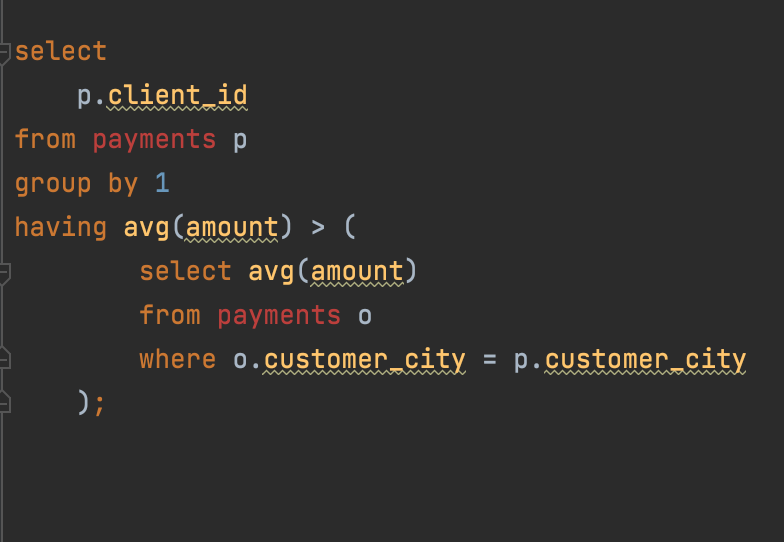 select
p.client_id
from payments p
group by 1
having avg(amount) > (
select avg(amount)
from payments o
where o.customer_city = p.customer_city
);